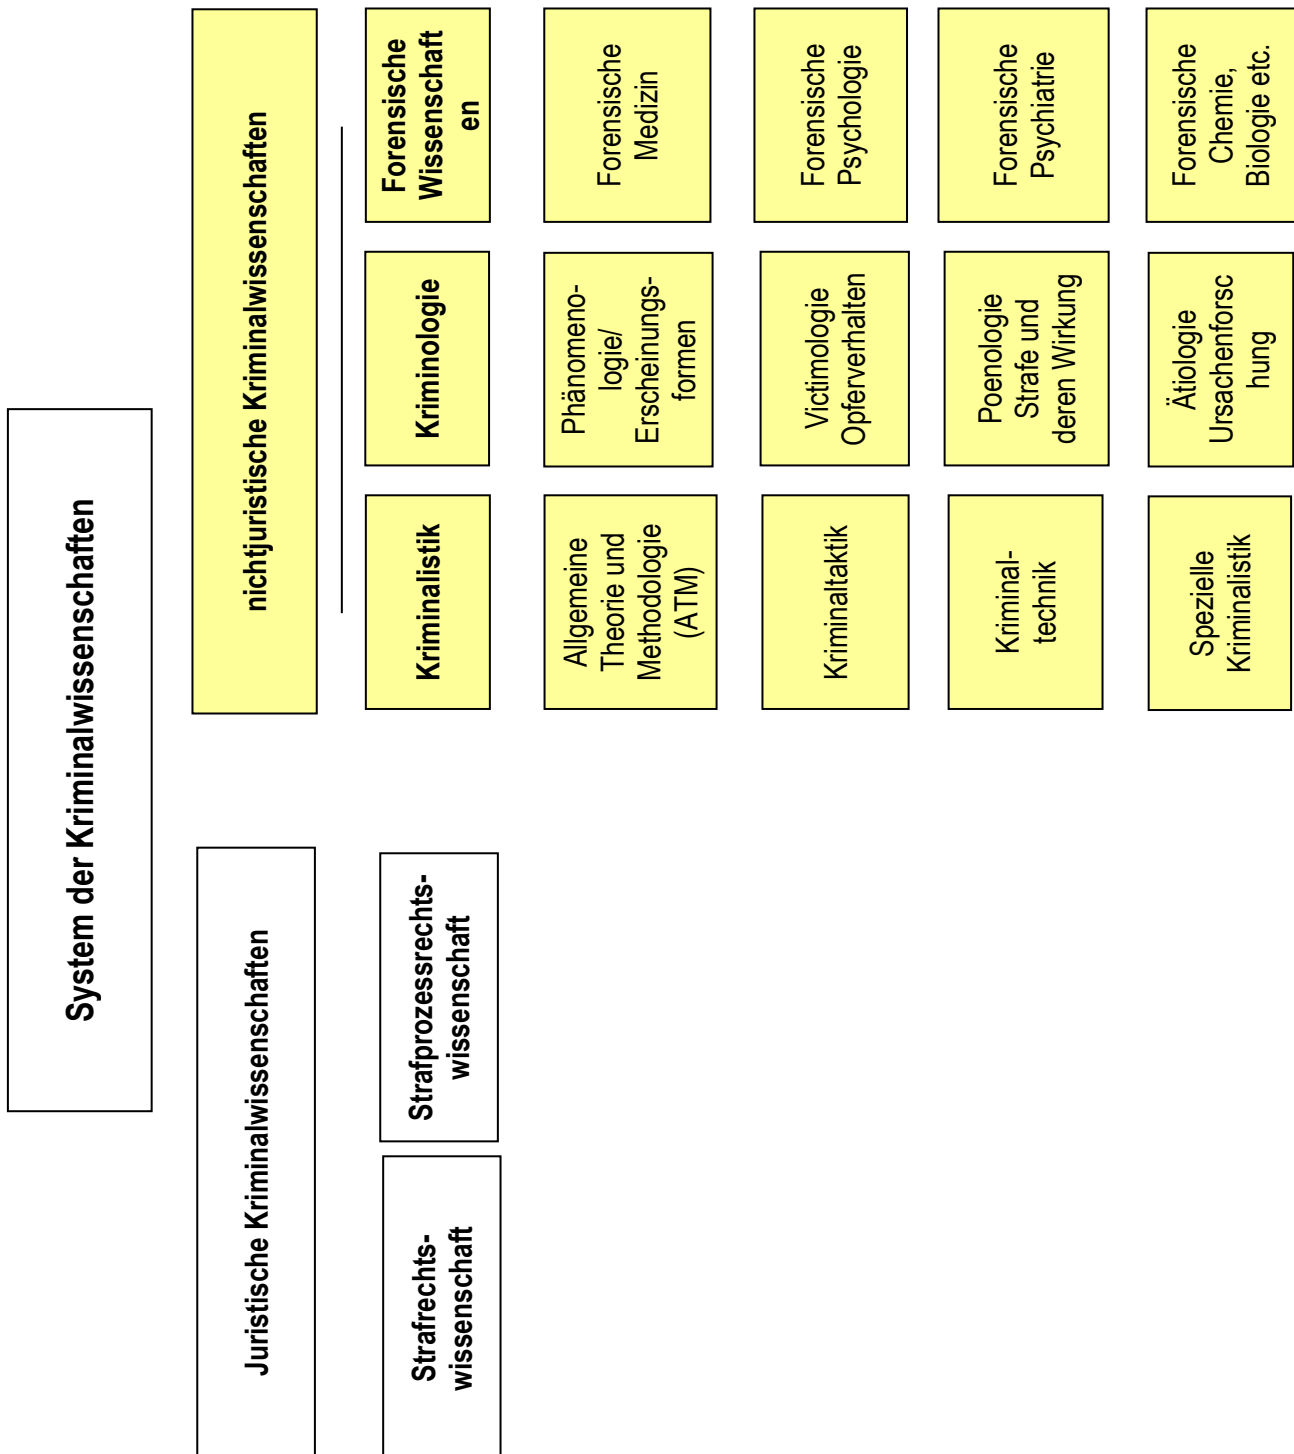 System der Kriminalwissenschaften
Juristische Kriminalwissenschaften
nichtjuristische Kriminalwissenschaften
Strafrechts-
wissenschaft
Strafprozessrechts-
wissenschaft
Kriminalistik
Kriminologie
Forensische
Wissenschaft
en
Allgemeine
Theorie und
Methodologie
(ATM)
Phänomeno-
logie/
Erscheinungs-
formen
Forensische
Medizin
Kriminaltaktik
Victimologie
Opferverhalten
Forensische
Psychologie
Kriminal-
technik
Poenologie
Strafe und
deren Wirkung
Forensische
Psychiatrie
Spezielle
Kriminalistik
Ätiologie
Ursachenforsc
hung
Forensische
Chemie,
Biologie etc.